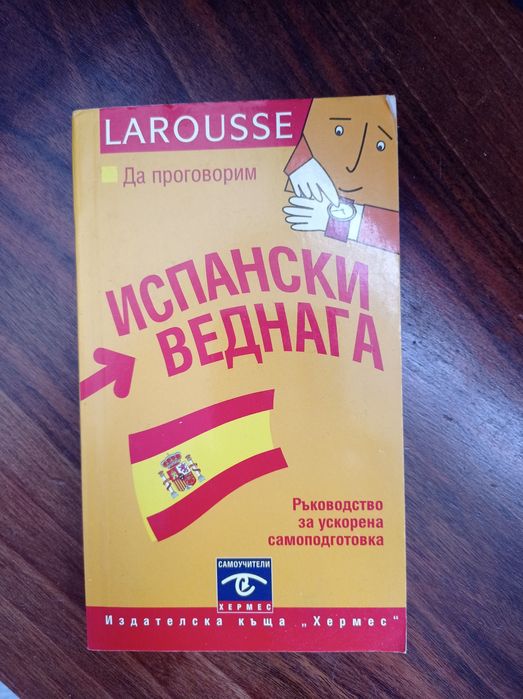 LAROUSSE
Да проговорим
ИСПАНСКИ
ВЕДНАГА
Ръководство
за ускорена
самоподготовка
САМОУЧИТЕЛИ
ХЕРМЕС
Издателска къща „Хермес“